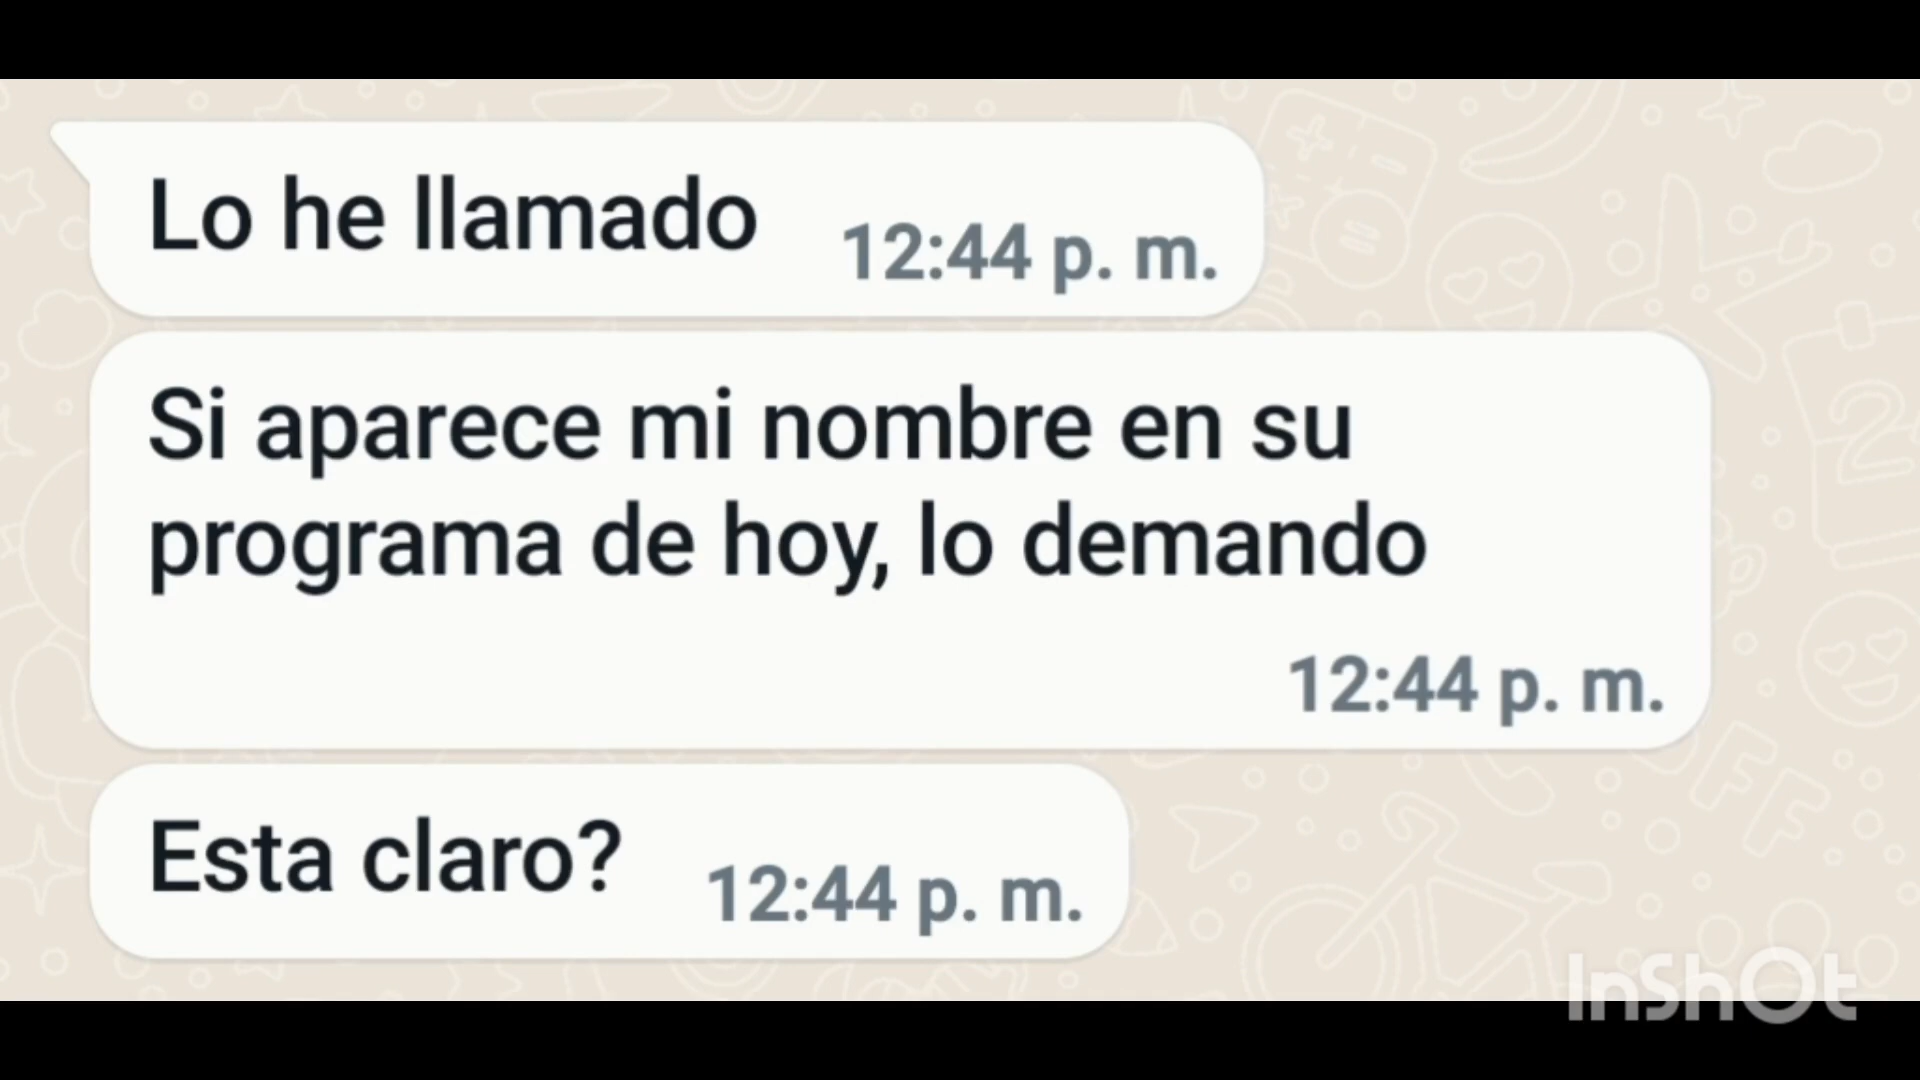 Lo he llamado 12:44 p. m.
Si aparece mi nombre en su
programa de hoy, lo demando
12:44 p. m.
Esta claro? 12:44 p. m.
InShOt